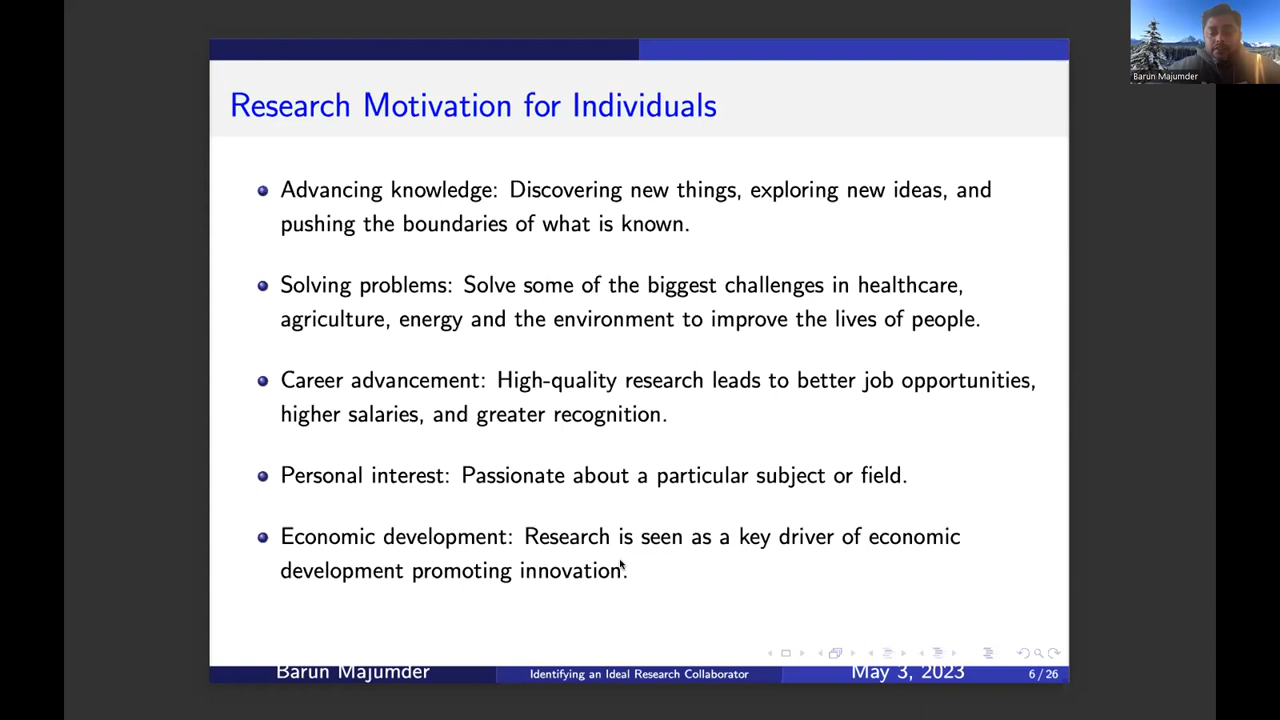 Barun Majumder
Research Motivation for Individuals
Advancing knowledge: Discovering new things, exploring new ideas, and
pushing the boundaries of what is known.
Solving problems: Solve some of the biggest challenges in healthcare,
agriculture, energy and the environment to improve the lives of people.
Career advancement: High-quality research leads to better job opportunities,
higher salaries, and greater recognition.
Personal interest: Passionate about a particular subject or field.
Economic development: Research is seen as a key driver of economic
development promoting innovation.
Barun Majumder Identifying an Ideal Research Collaborator May 3, 2023 6 / 26